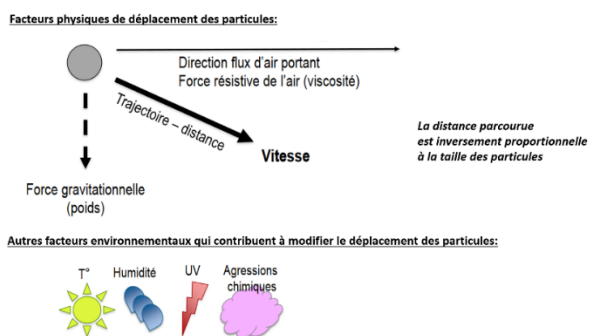 Facteurs physiques de déplacement des particules:
Direction flux d'air portant
Force résistive de l'air (viscosité)
Trajectoire – distance
Vitesse
La distance parcourue
est inversement proportionnelle
à la taille des particules
Force gravitationnelle
(poids)
Autres facteurs environnementaux qui contribuent à modifier le déplacement des particules:
T°
Humidité
UV
Agressions
chimiques